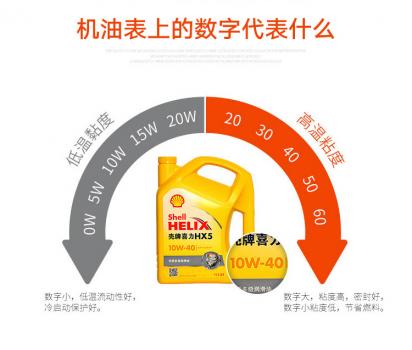 机油表上的数字代表什么
低温黏度
0W 5W 10W 15W 20W
高温粘度
20 30 40 50 60
Shell
HELIX
壳牌喜力HX5
10W-40
壳牌喜力
10W-40
数字小，低温流动性好，
冷启动保护好。
数字大，粘度高，密封好，
数字小粘度低，节省燃料。